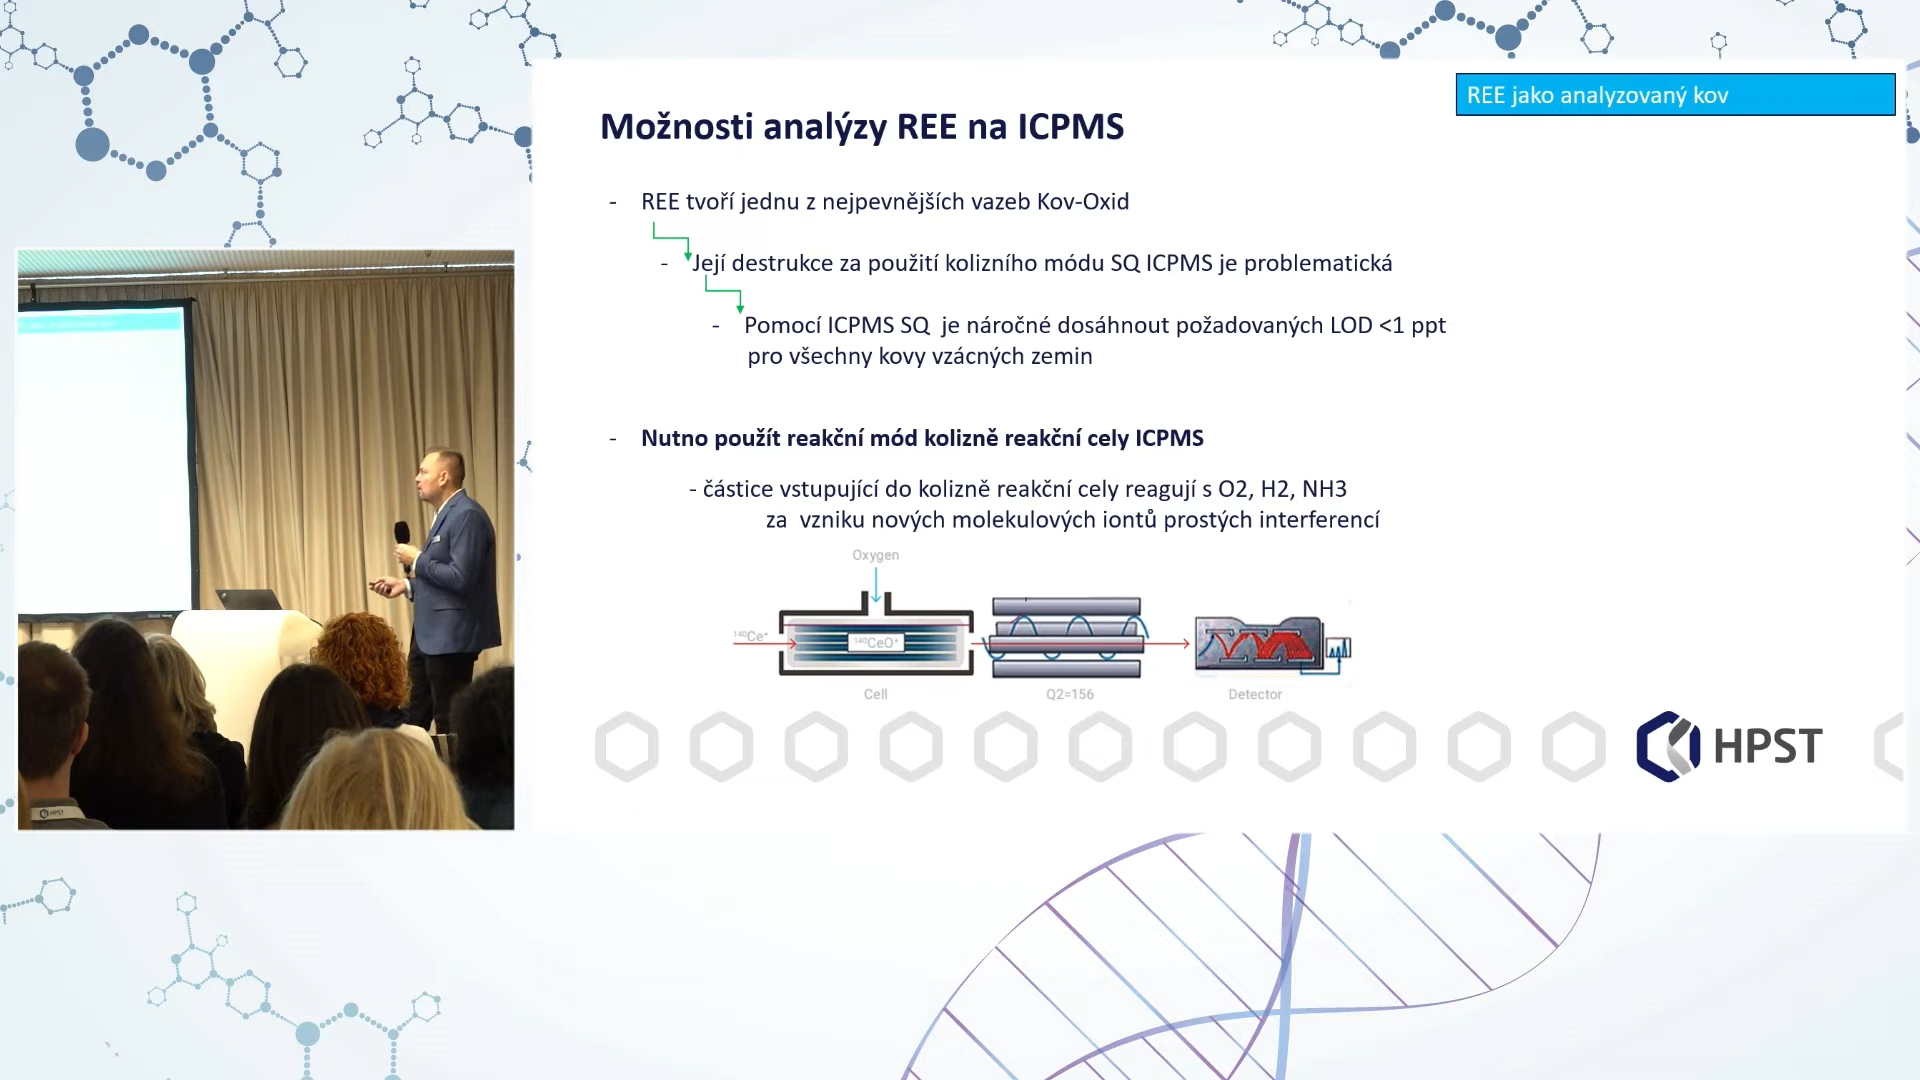 REE jako analyzovaný kov
Možnosti analýzy REE na ICPMS
- REE tvoří jednu z nejpevnějších vazeb Kov-Oxid
- Její destrukce za použití kolizního módu SQ ICPMS je problematická
- Pomocí ICPMS SQ je náročné dosáhnout požadovaných LOD <1 ppt
pro všechny kovy vzácných zemin
- Nutno použít reakční mód kolizně reakční cely ICPMS
- částice vstupující do kolizně reakční cely reagují s O2, H2, NH3
za vzniku nových molekulových iontů prostých interferencí
Oxygen
¹⁴⁰Ce⁺
¹⁴⁰CeO⁺
Cell
Q2=156
Detector
HPST
HPST